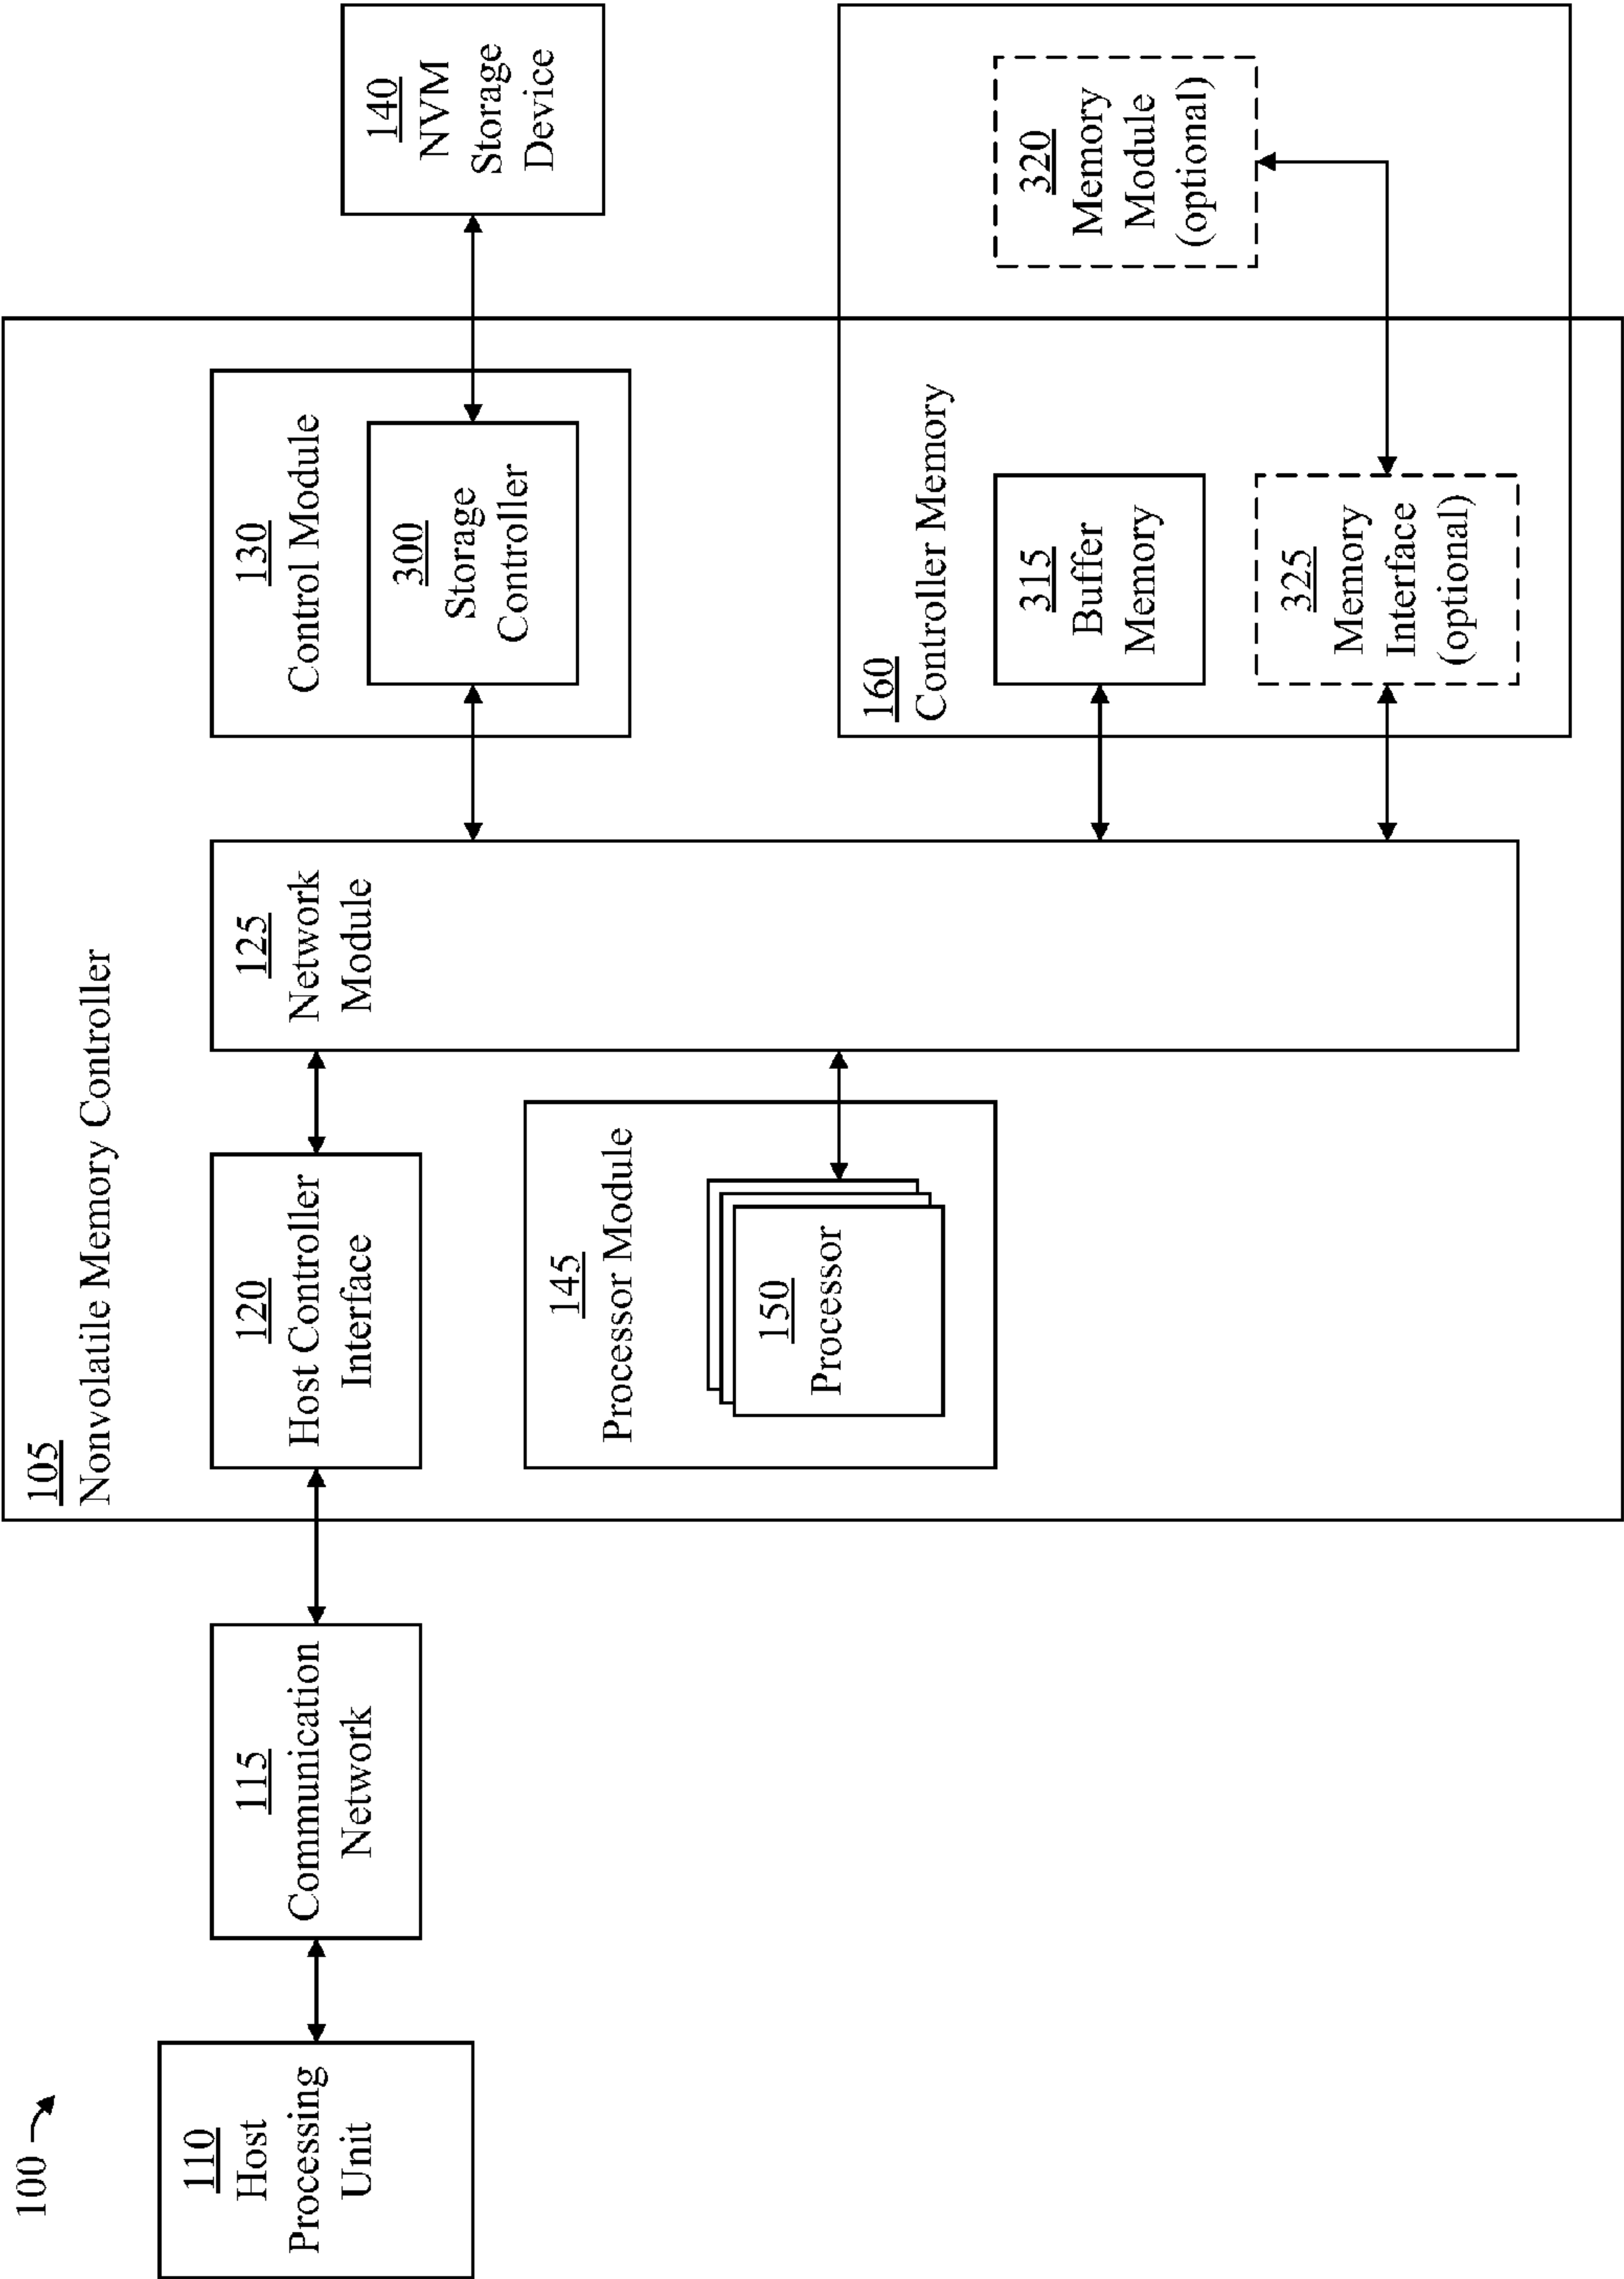 100
105
Nonvolatile Memory Controller
110
Host
Processing
Unit
115
Communication
Network
120
Host Controller
Interface
145
Processor Module
150
Processor
125
Network
Module
130
Control Module
300
Storage
Controller
140
NVM
Storage
Device
160
Controller Memory
315
Buffer
Memory
325
Memory
Interface
(optional)
320
Memory
Module
(optional)